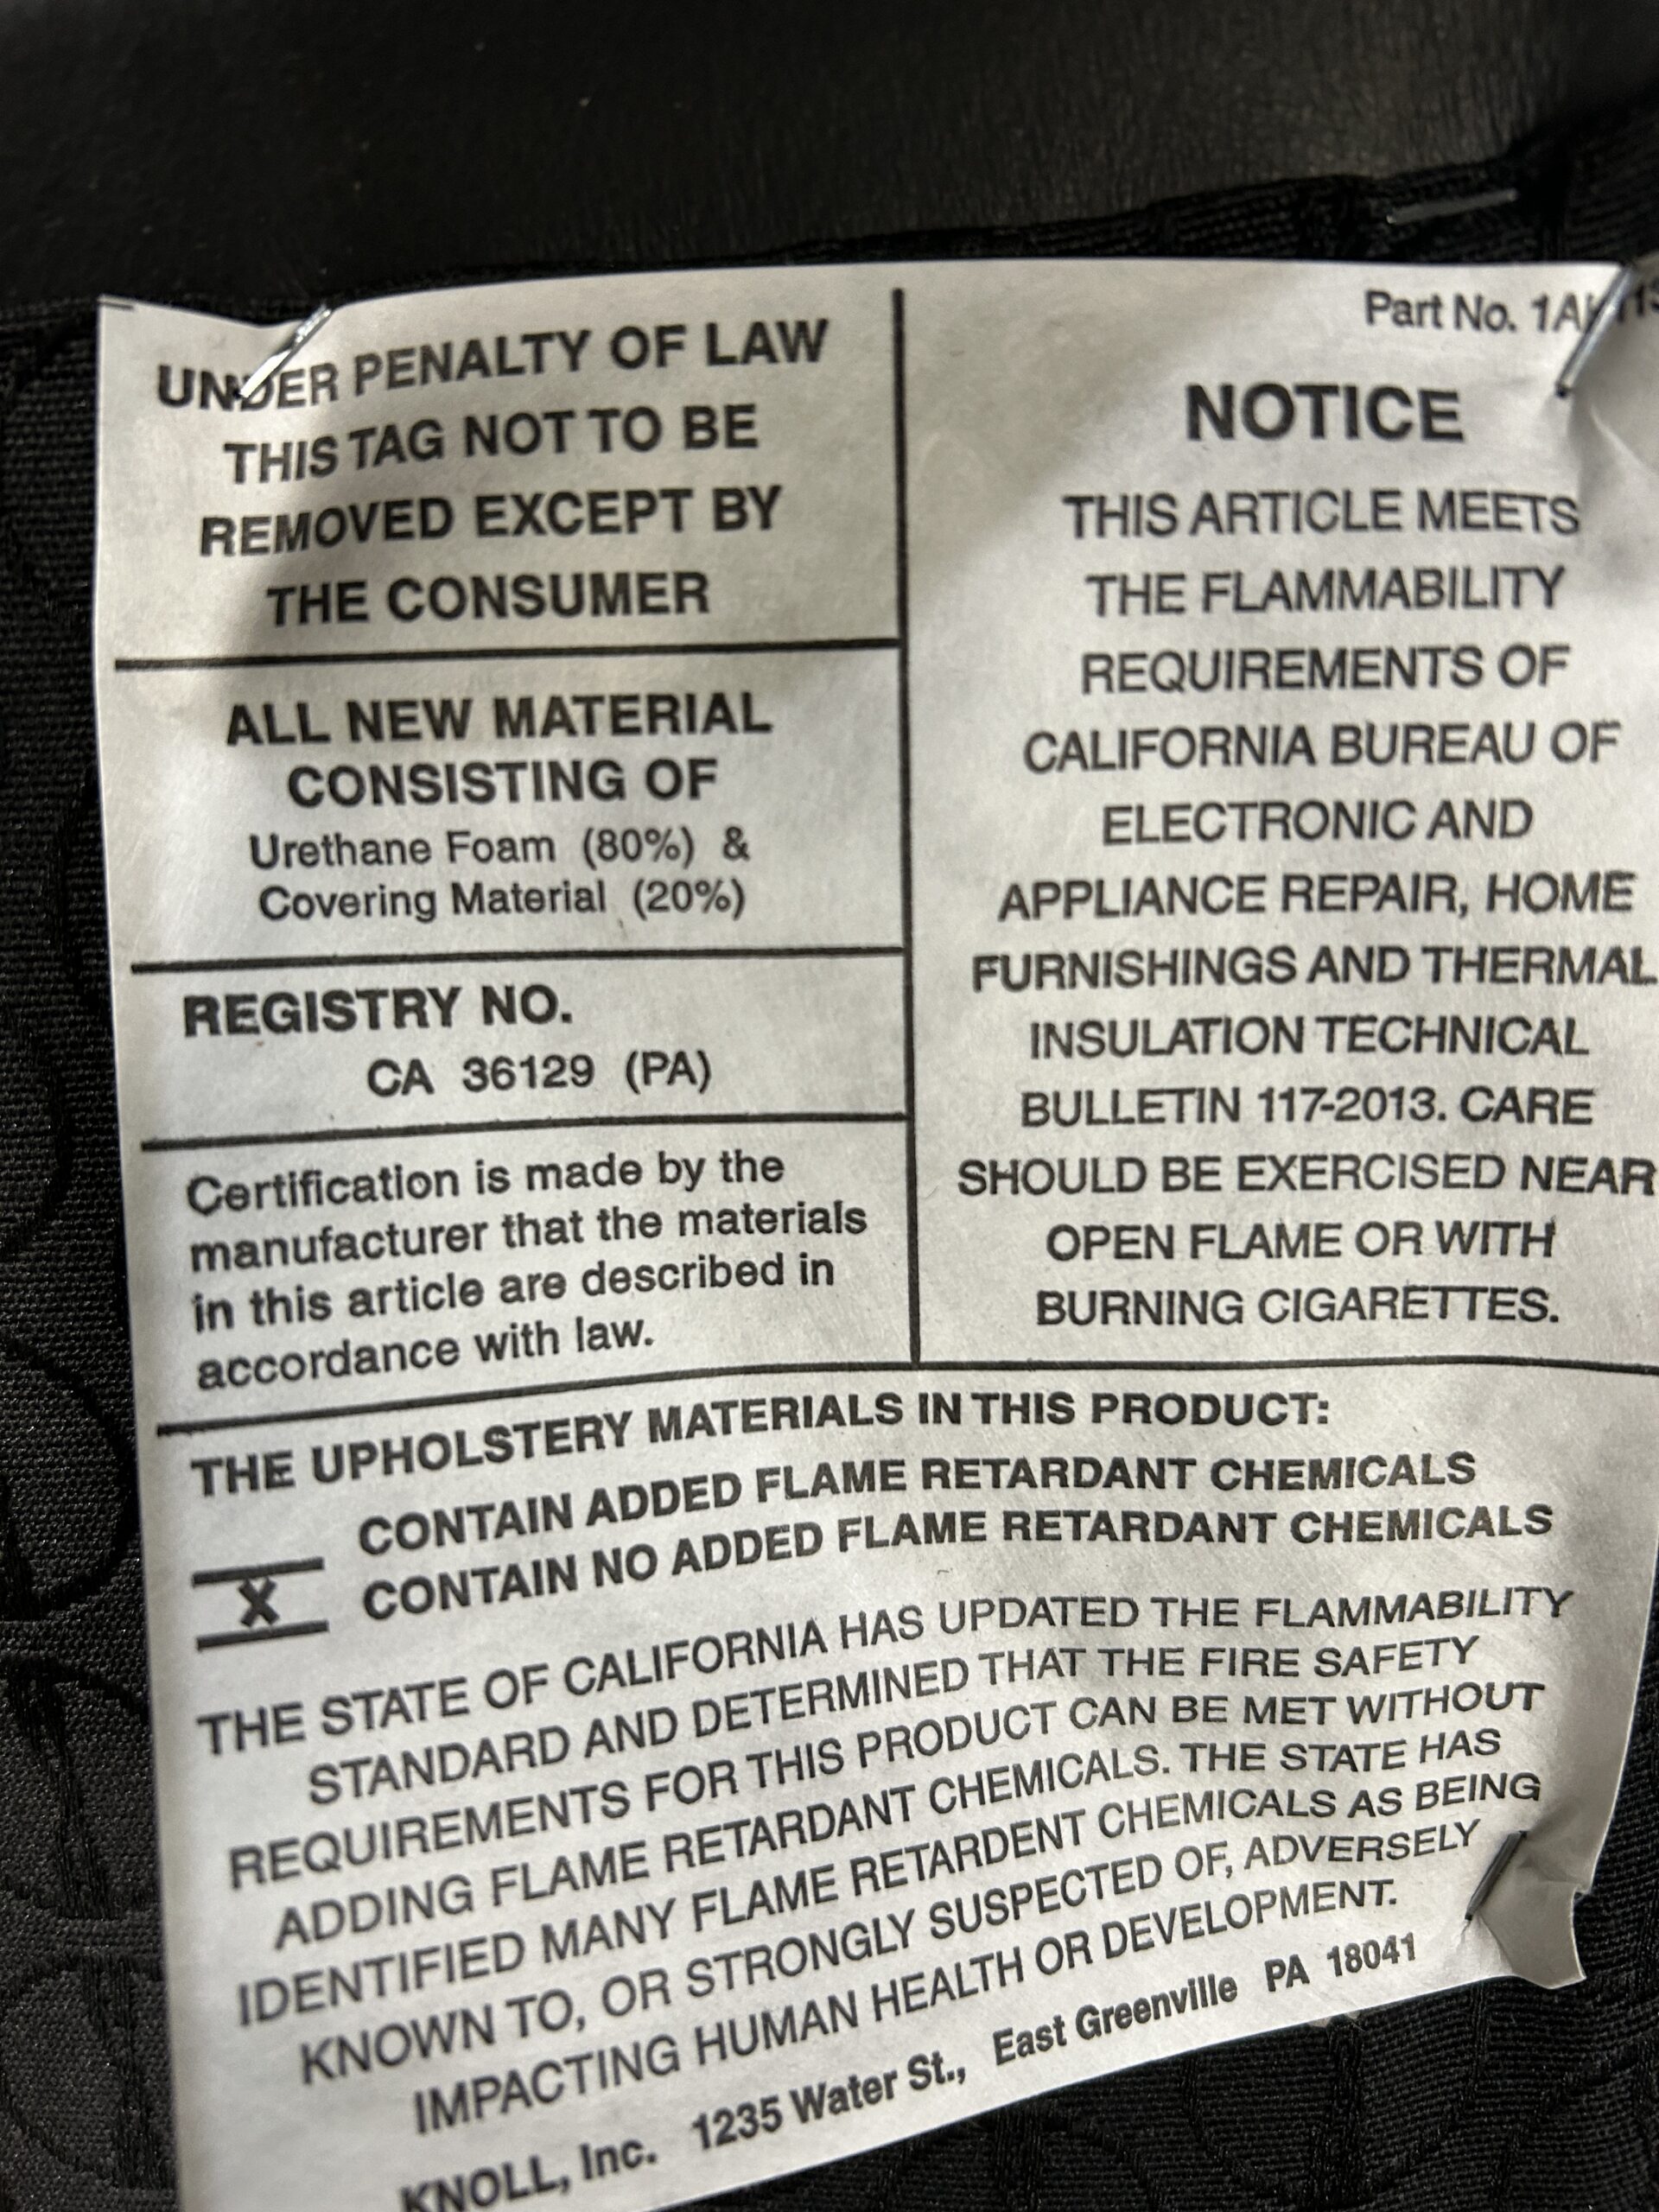 UNDER PENALTY OF LAW
THIS TAG NOT TO BE
REMOVED EXCEPT BY
THE CONSUMER
ALL NEW MATERIAL
CONSISTING OF
Urethane Foam (80%) &
Covering Material (20%)
REGISTRY NO.
CA 36129 (PA)
Certification is made by the
manufacturer that the materials
in this article are described in
accordance with law.
Part No.
NOTICE
THIS ARTICLE MEETS
THE FLAMMABILITY
REQUIREMENTS OF
CALIFORNIA BUREAU OF
ELECTRONIC AND
APPLIANCE REPAIR, HOME
FURNISHINGS AND THERMAL
INSULATION TECHNICAL
BULLETIN 117-2013. CARE
SHOULD BE EXERCISED NEAR
OPEN FLAME OR WITH
BURNING CIGARETTES.
THE UPHOLSTERY MATERIALS IN THIS PRODUCT:
CONTAIN ADDED FLAME RETARDANT CHEMICALS
X CONTAIN NO ADDED FLAME RETARDANT CHEMICALS
THE STATE OF CALIFORNIA HAS UPDATED THE FLAMMABILITY
STANDARD AND DETERMINED THAT THE FIRE SAFETY
REQUIREMENTS FOR THIS PRODUCT CAN BE MET WITHOUT
ADDING FLAME RETARDANT CHEMICALS. THE STATE HAS
IDENTIFIED MANY FLAME RETARDENT CHEMICALS AS BEING
KNOWN TO, OR STRONGLY SUSPECTED OF, ADVERSELY
IMPACTING HUMAN HEALTH OR DEVELOPMENT.
KNOLL, Inc. 1235 Water St., East Greenville PA 18041